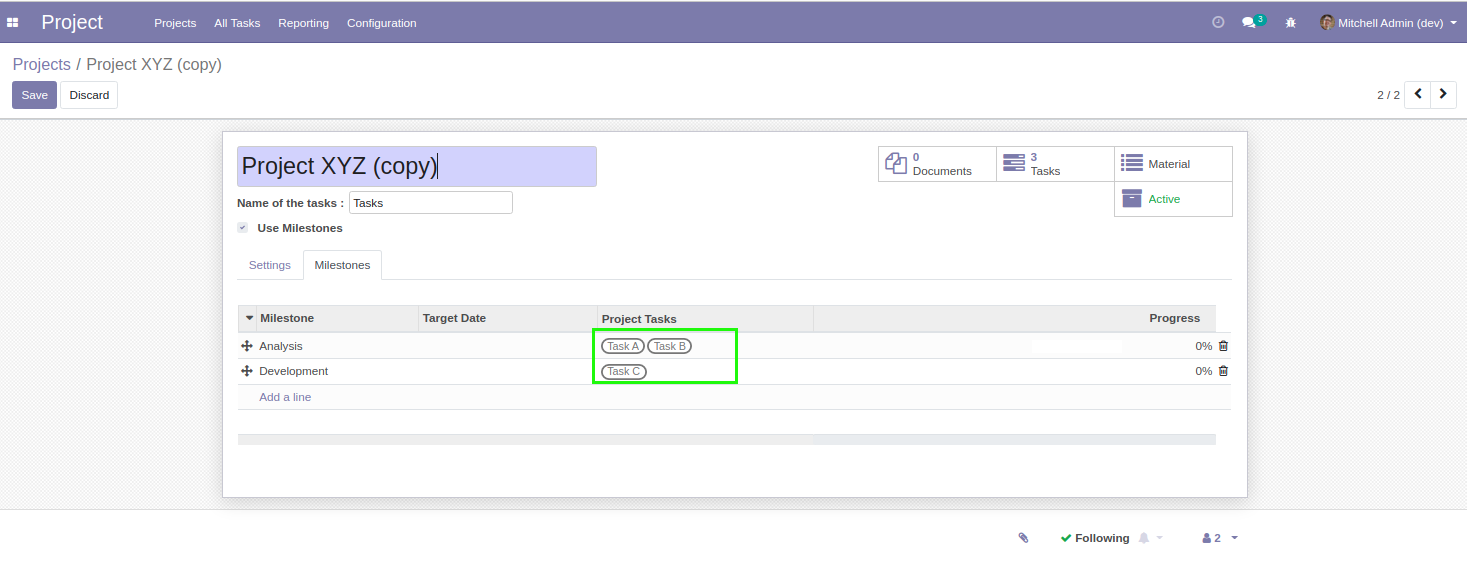 Project Projects All Tasks Reporting Configuration 3 Mitchell Admin (dev)
Projects / Project XYZ (copy)
Save Discard 2 / 2
Project XYZ (copy)
0 Documents
3 Tasks
Material
Active
Name of the tasks : Tasks
Use Milestones
Settings Milestones
Milestone Target Date Project Tasks Progress
Analysis Task A Task B 0%
Development Task C 0%
Add a line
Following 2